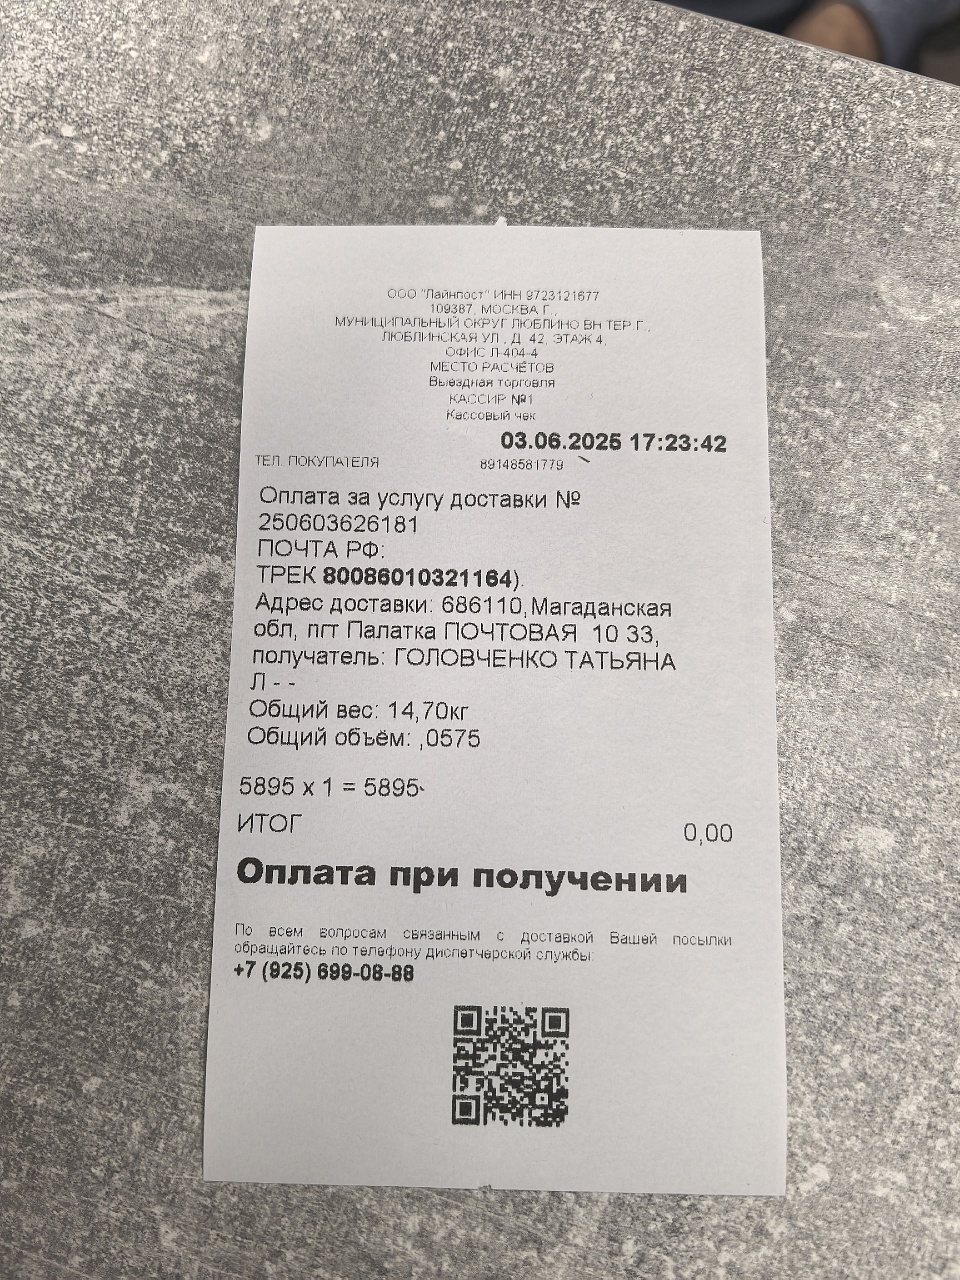 ООО "Лайнпост" ИНН 9723121677
109387, МОСКВА Г.,
МУНИЦИПАЛЬНЫЙ ОКРУГ ЛЮБЛИНО ВН.ТЕР.Г.,
ЛЮБЛИНСКАЯ УЛ., Д. 42, ЭТАЖ 4,
ОФИС Л-404-4
МЕСТО РАСЧЁТОВ
Выездная торговля
КАССИР №1
Кассовый чек
03.06.2025 17:23:42
ТЕЛ. ПОКУПАТЕЛЯ 89148581779
Оплата за услугу доставки №
250603626181
ПОЧТА РФ:
ТРЕК 80086010321164).
Адрес доставки: 686110,Магаданская
обл, пгт Палатка ПОЧТОВАЯ 10 33,
получатель: ГОЛОВЧЕНКО ТАТЬЯНА
Л - -
Общий вес: 14,70кг
Общий объём: ,0575
5895 x 1 = 5895
ИТОГ 0,00
Оплата при получении
По всем вопросам связанным с доставкой Вашей посылки
обращайтесь по телефону диспетчерской службы:
+7 (925) 699-08-88